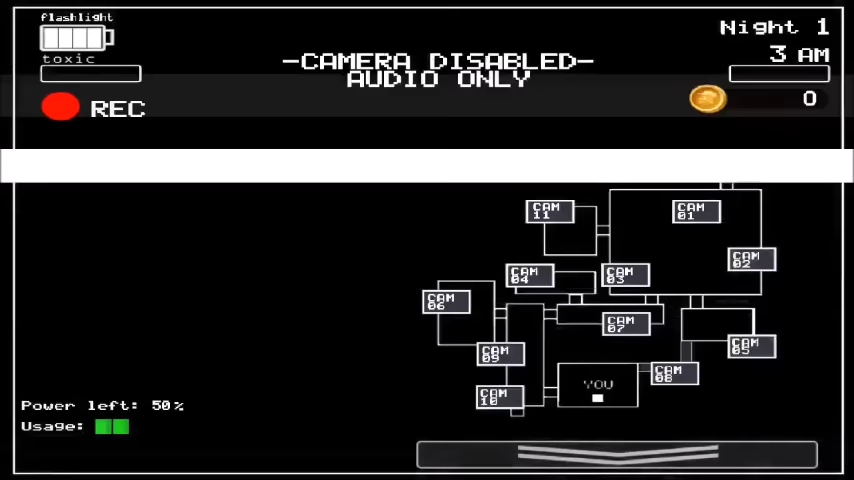 flashlight
Night 1
toxic
3 AM
-CAMERA DISABLED-
AUDIO ONLY
REC
0
CAM 11
CAM 01
CAM 02
CAM 04
CAM 03
CAM 06
CAM 07
CAM 05
CAM 09
CAM 08
YOU
CAM 10
Power left: 50%
Usage: